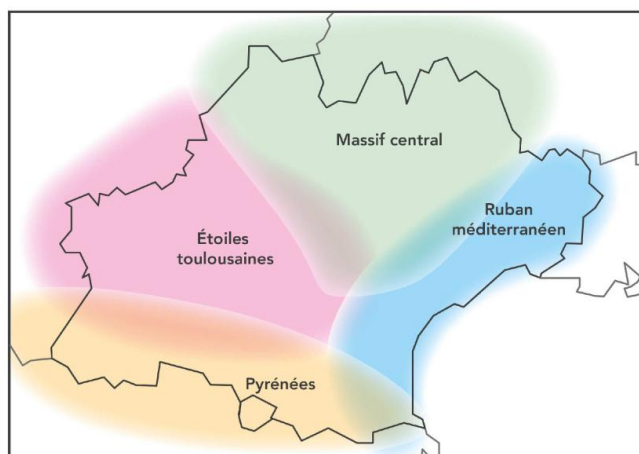 Massif central
Ruban
méditerranéen
Étoiles
toulousaines
Pyrénées